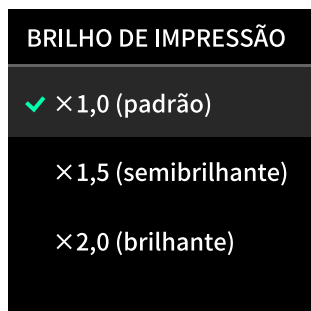 BRILHO DE IMPRESSÃO
×1,0 (padrão)
×1,5 (semibrilhante)
×2,0 (brilhante)